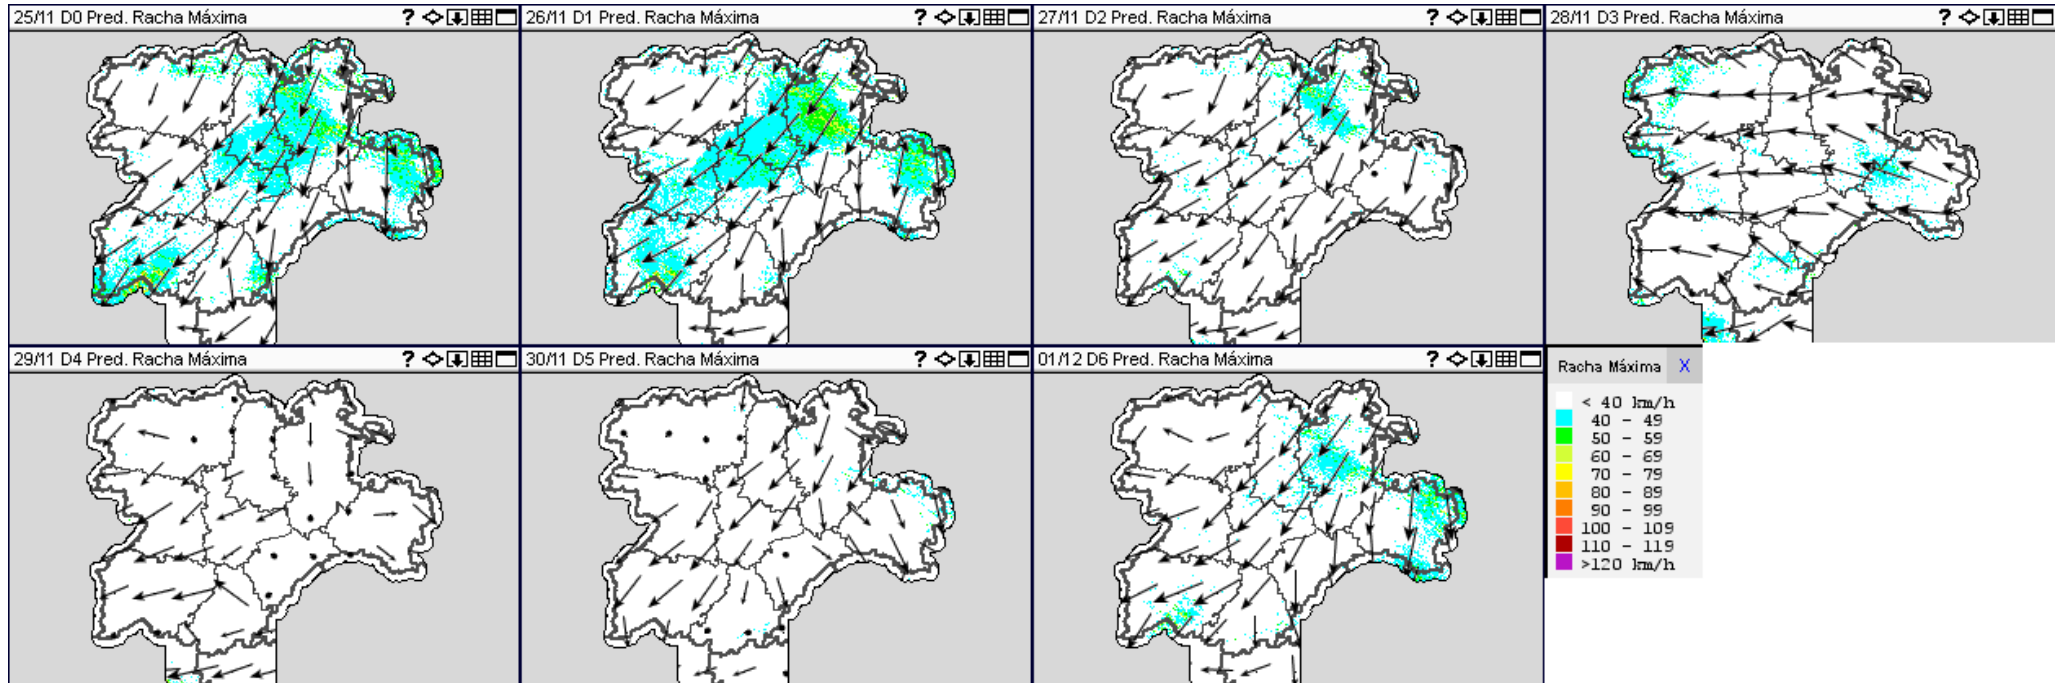 25/11 D0 Pred. Racha Máxima ?
26/11 D1 Pred. Racha Máxima ?
27/11 D2 Pred. Racha Máxima ?
28/11 D3 Pred. Racha Máxima ?
29/11 D4 Pred. Racha Máxima ?
30/11 D5 Pred. Racha Máxima ?
01/12 D6 Pred. Racha Máxima ?
Racha Máxima X
< 40 km/h
40 - 49
50 - 59
60 - 69
70 - 79
80 - 89
90 - 99
100 - 109
110 - 119
>120 km/h